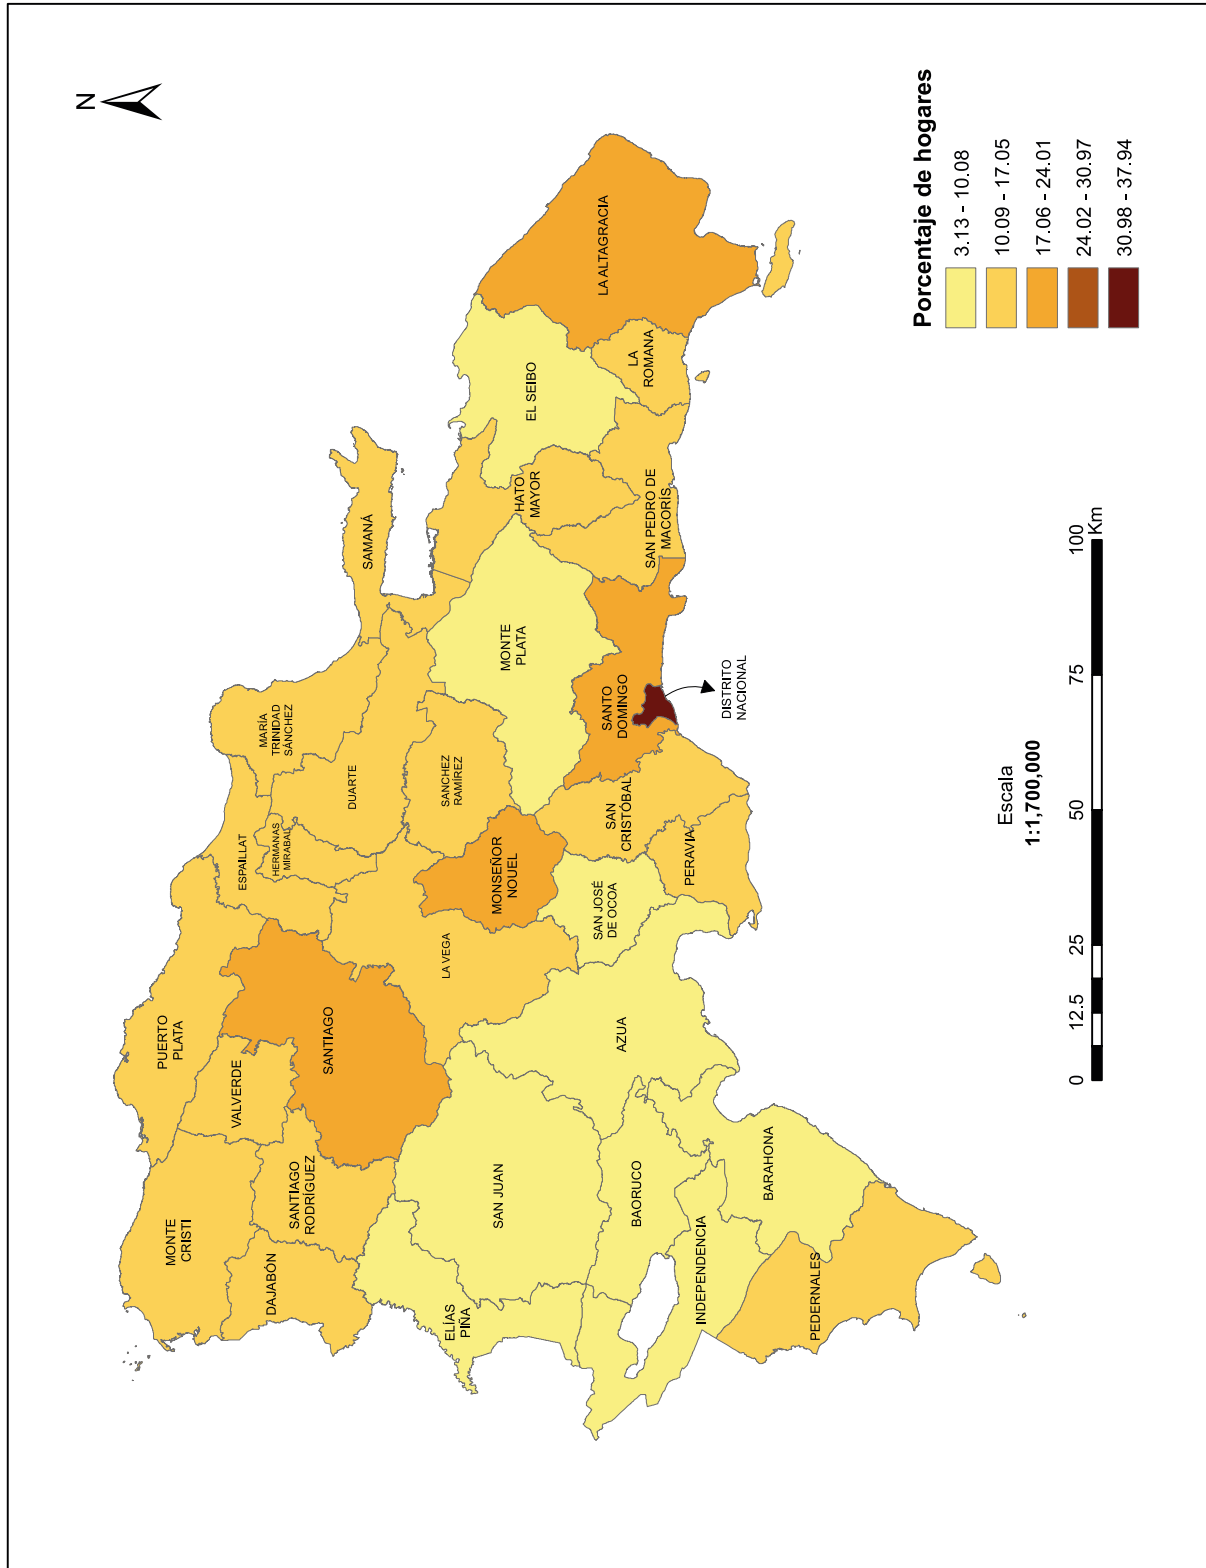 N
PUERTO
PLATA
MONTE
CRISTI
VALVERDE
ESPAILLAT
MARÍA
TRINIDAD
SÁNCHEZ
HERMANAS
MIRABAL
DAJABÓN
SANTIAGO
RODRÍGUEZ
SANTIAGO
DUARTE
SAMANÁ
LA VEGA
SANCHEZ
RAMÍREZ
ELÍAS
PIÑA
SAN JUAN
MONSEÑOR
NOUEL
MONTE
PLATA
HATO
MAYOR
EL SEIBO
LA ALTAGRACIA
AZUA
SAN JOSÉ
DE OCOA
SAN
CRISTÓBAL
SANTO
DOMINGO
SAN PEDRO DE
MACORÍS
LA
ROMANA
BAORUCO
PERAVIA
INDEPENDENCIA
BARAHONA
DISTRITO
NACIONAL
PEDERNALES
Porcentaje de hogares
3.13 - 10.08
10.09 - 17.05
17.06 - 24.01
24.02 - 30.97
30.98 - 37.94
Escala
1:1,700,000
0 12.5 25 50 75 100
Km